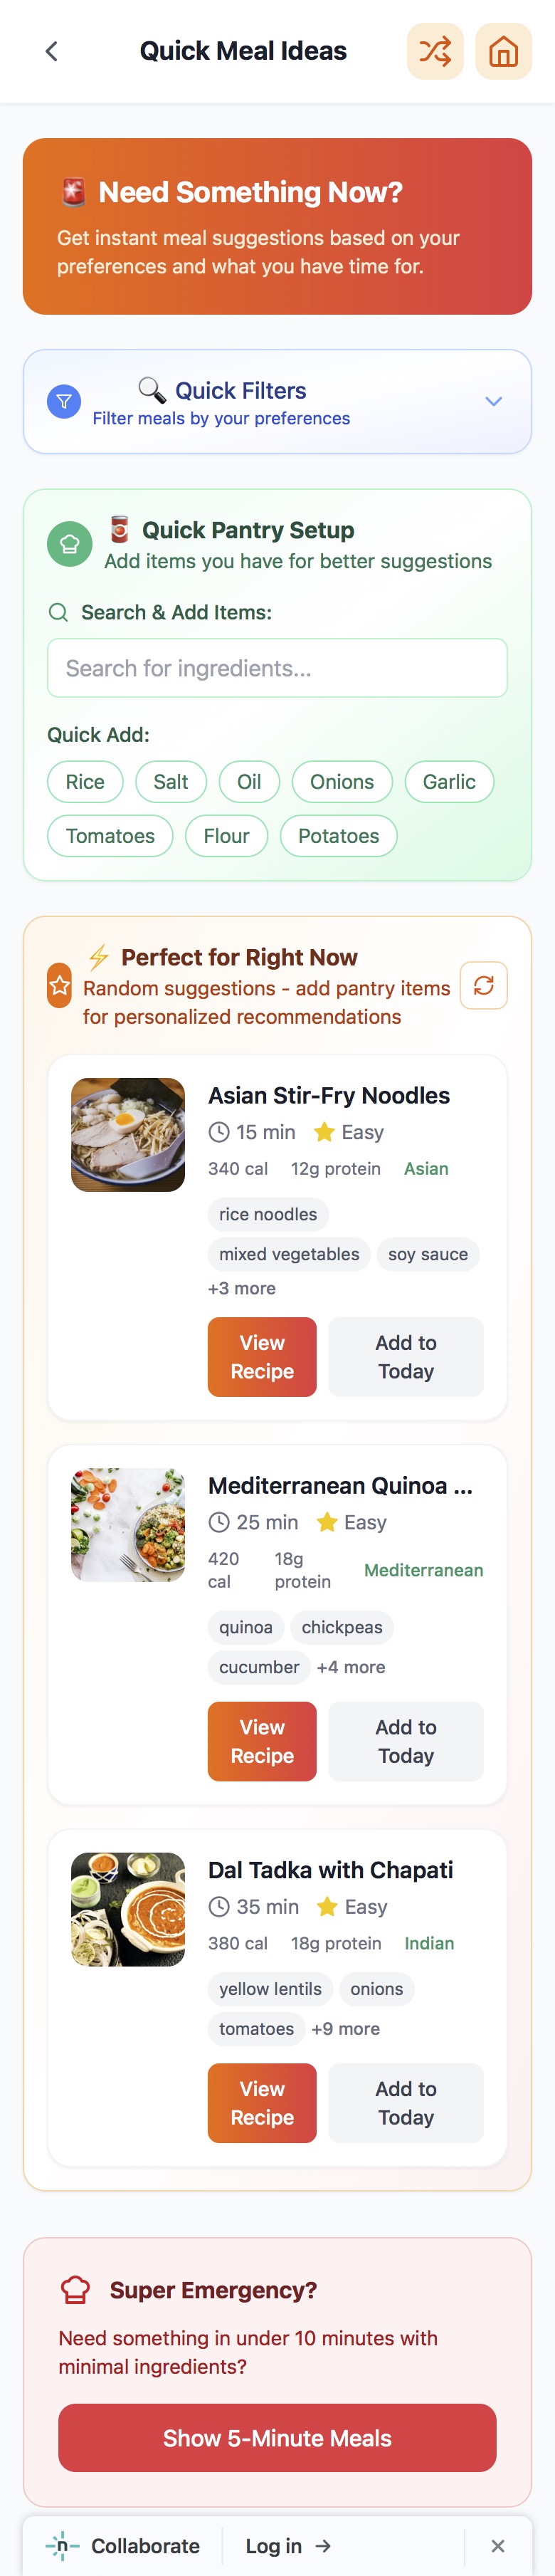 Quick Meal Ideas
🚨 Need Something Now?
Get instant meal suggestions based on your
preferences and what you have time for.
🔍 Quick Filters
Filter meals by your preferences
🥫 Quick Pantry Setup
Add items you have for better suggestions
Search & Add Items:
Search for ingredients...
Quick Add:
Rice Salt Oil Onions Garlic
Tomatoes Flour Potatoes
⚡ Perfect for Right Now
Random suggestions - add pantry items
for personalized recommendations
Asian Stir-Fry Noodles
15 min ⭐ Easy
340 cal 12g protein Asian
rice noodles
mixed vegetables soy sauce
+3 more
View
Recipe
Add to
Today
Mediterranean Quinoa ...
25 min ⭐ Easy
420
cal
18g
protein
Mediterranean
quinoa chickpeas
cucumber +4 more
View
Recipe
Add to
Today
Dal Tadka with Chapati
35 min ⭐ Easy
380 cal 18g protein Indian
yellow lentils onions
tomatoes +9 more
View
Recipe
Add to
Today
Super Emergency?
Need something in under 10 minutes with
minimal ingredients?
Show 5-Minute Meals
n Collaborate Log in →